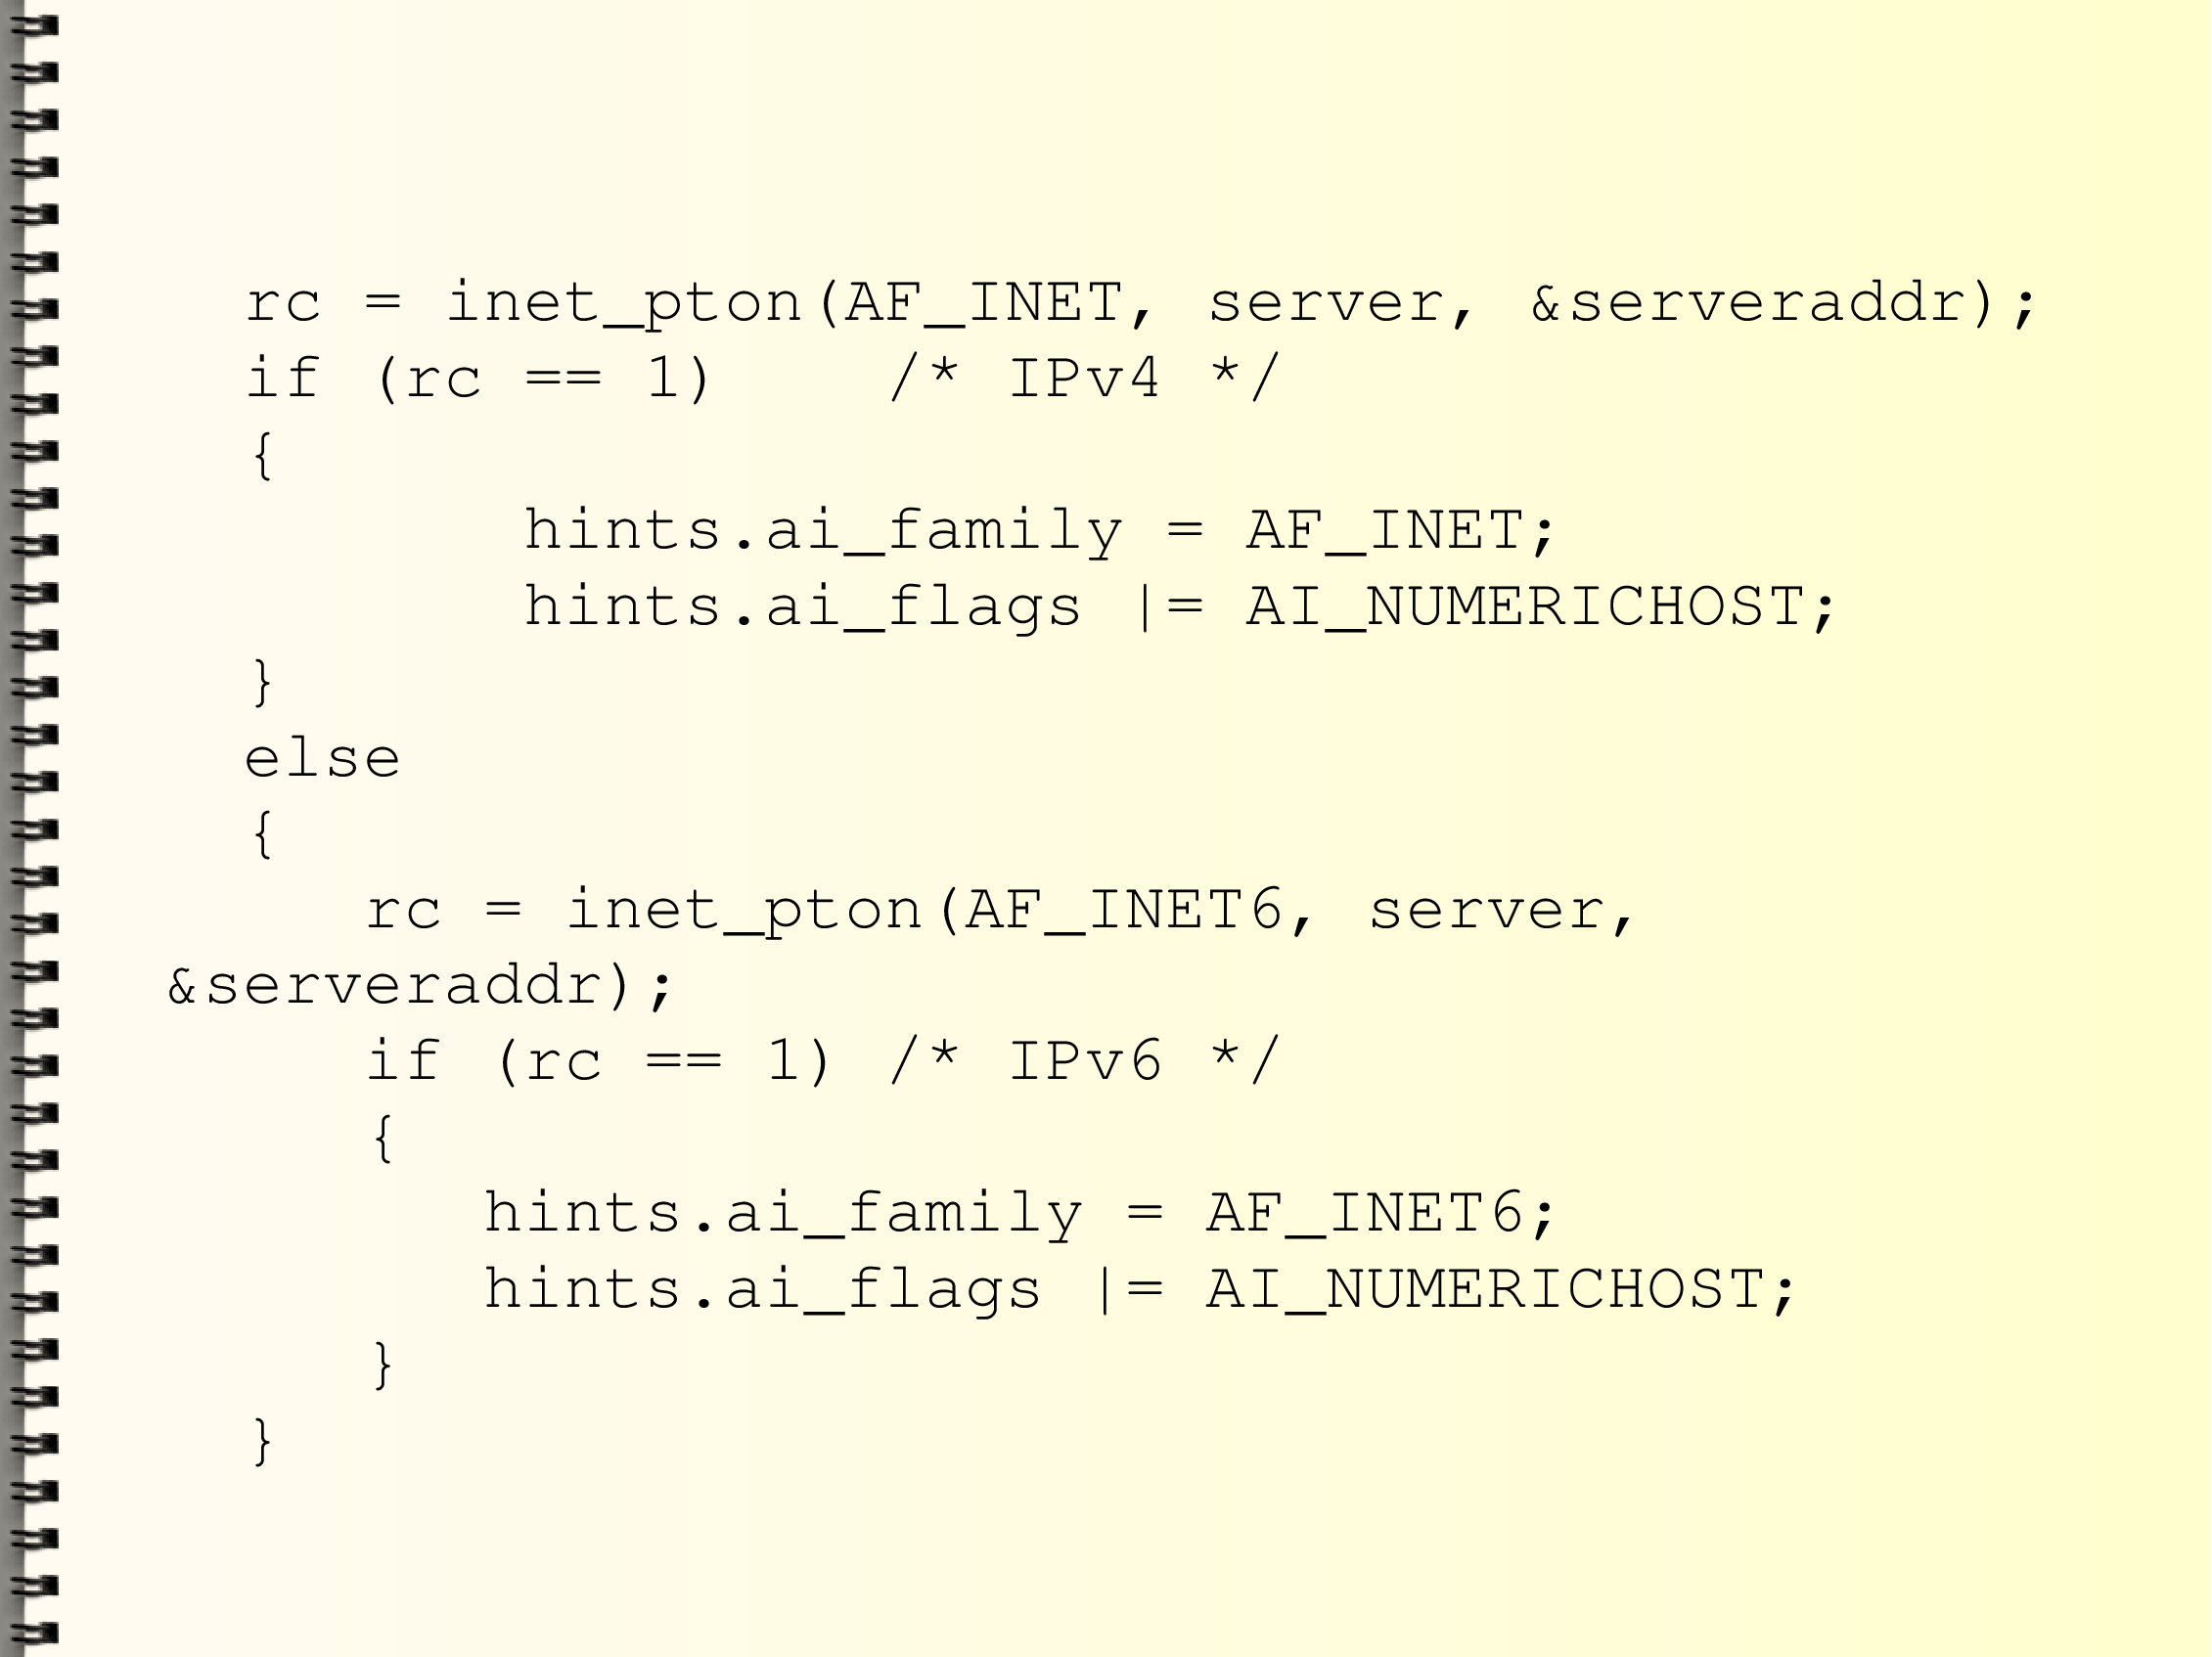 rc = inet_pton(AF_INET, server, &serveraddr);
if (rc == 1)    /* IPv4 */
{
hints.ai_family = AF_INET;
hints.ai_flags |= AI_NUMERICHOST;
}
else
{
rc = inet_pton(AF_INET6, server,
&serveraddr);
if (rc == 1) /* IPv6 */
{
hints.ai_family = AF_INET6;
hints.ai_flags |= AI_NUMERICHOST;
}
}